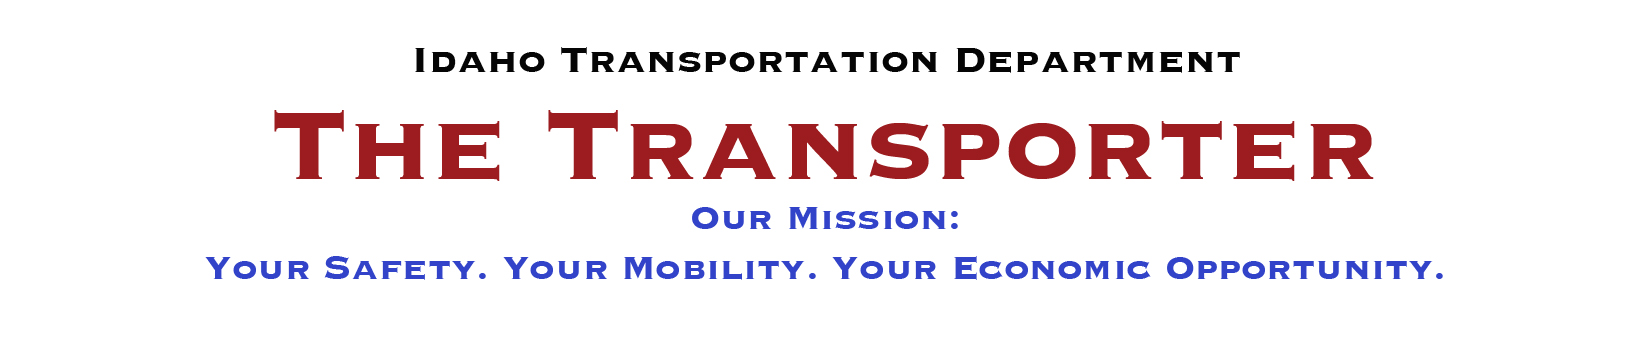 Idaho Transportation Department
The Transporter
Our Mission:
Your Safety. Your Mobility. Your Economic Opportunity.